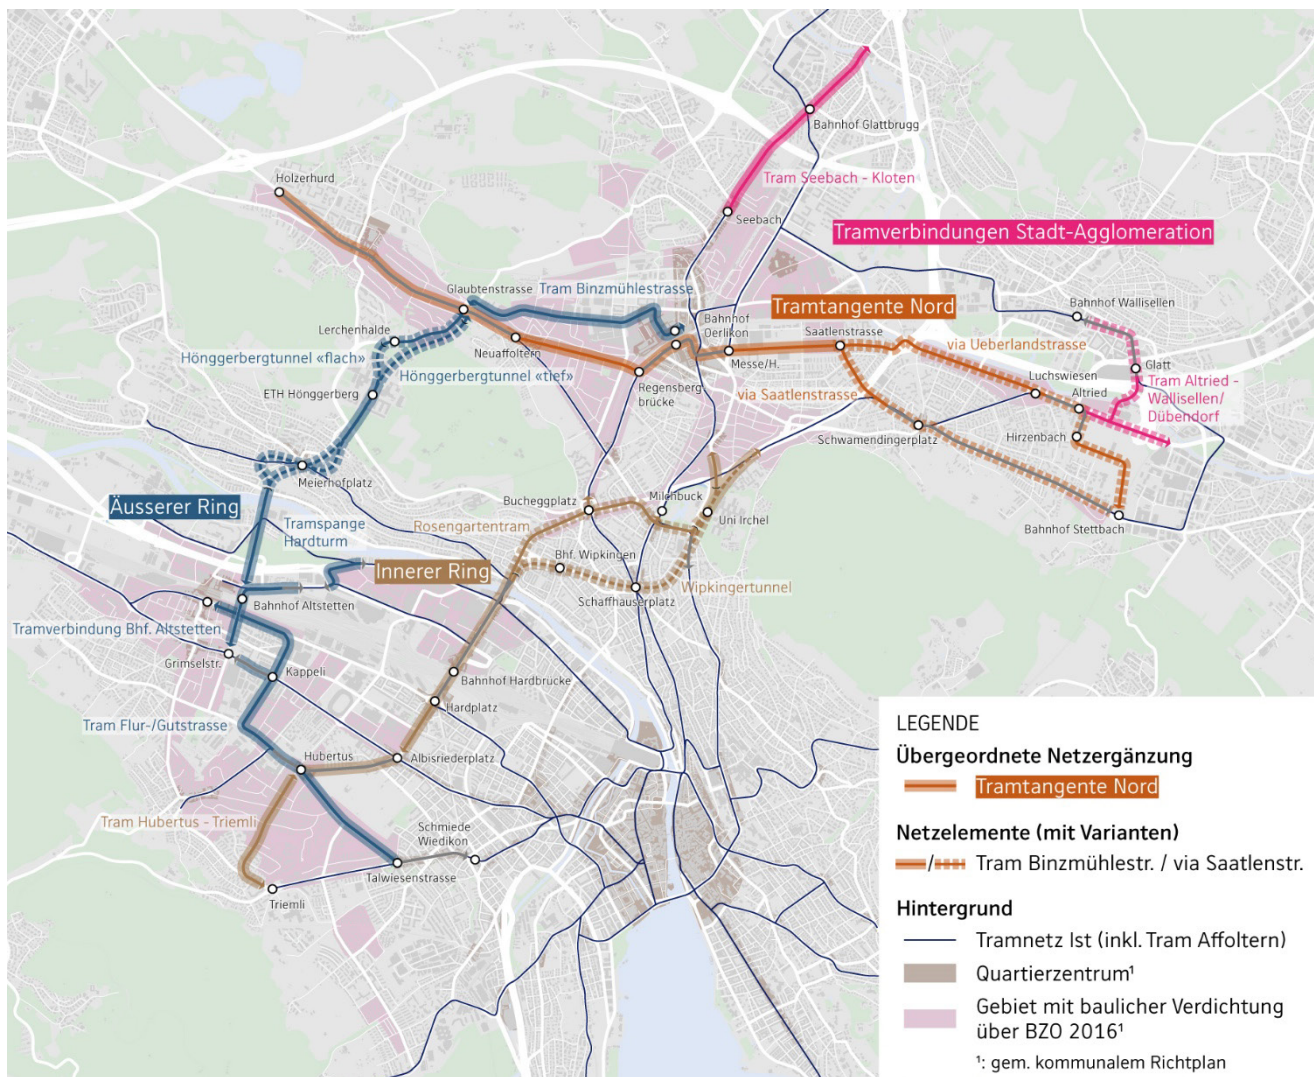 Bahnhof Glattbrugg
Tram Seebach - Kloten
Holzerhurd
Seebach
Tramverbindungen Stadt-Agglomeration
Glaubtenstrasse
Tram Binzmühlestrasse
Tramtangente Nord
Bahnhof Wallisellen
Lerchenhalde
Bahnhof
Oerlikon
Saatlenstrasse
via Ueberlandstrasse
Hönggerbergtunnel «flach»
Neuaffoltern
Messe/H.
Glatt
Hönggerbergtunnel «tief»
Regensberg
brücke
Luchswiesen
Tram Altried -
Wallisellen/
Dübendorf
ETH Hönggerberg
via Saatlenstrasse
Altried
Schwamendingerplatz
Hirzenbach
Meierhofplatz
Äusserer Ring
Bucheggplatz
Milchbuck
Tramspange
Hardturm
Rosengartentram
Uni Irchel
Bahnhof Stettbach
Innerer Ring
Bhf. Wipkingen
Wipkingertunnel
Bahnhof Altstetten
Schaffhauserplatz
Tramverbindung Bhf. Altstetten
Grimselstr.
Kappeli
Bahnhof Hardbrücke
Hardplatz
Tram Flur-/Gutstrasse
Hubertus
Albisriederplatz
Tram Hubertus - Triemli
Schmiede
Wiedikon
Talwiesenstrasse
Triemli
LEGENDE
Übergeordnete Netzergänzung
Tramtangente Nord
Netzelemente (mit Varianten)
/ Tram Binzmühlestr. / via Saatlenstr.
Hintergrund
Tramnetz Ist (inkl. Tram Affoltern)
Quartierzentrum¹
Gebiet mit baulicher Verdichtung
über BZO 2016¹
¹: gem. kommunalem Richtplan